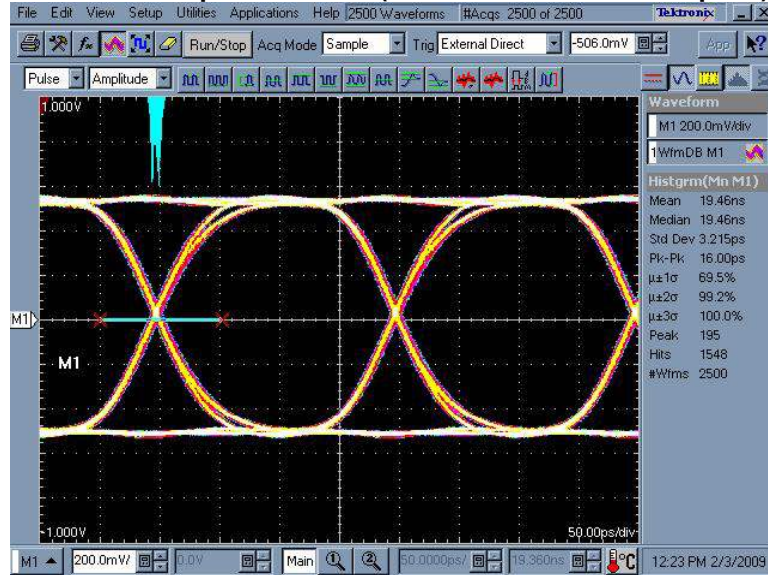 File Edit View Setup Utilities Applications Help 2500 Waveforms #Acqs 2500 of 2500 Tektronix
Run/Stop Acq Mode Sample Trig External Direct -506.0mV App
Pulse Amplitude
1.000V
Waveform
M1 200.0mV/div
1 WfmDB M1
Histgrm(Mn M1)
Mean 19.46ns
Median 19.46ns
Std Dev 3.215ps
Pk-Pk 16.00ps
µ±1σ 69.5%
µ±2σ 99.2%
µ±3σ 100.0%
Peak 195
Hits 1548
#Wfms 2500
M1
M1
-1.000V
50.00ps/div
M1 200.0mV/ 0.0V Main 1 2 50.0000ps/ 19.360ns °C 12:23 PM 2/3/2009